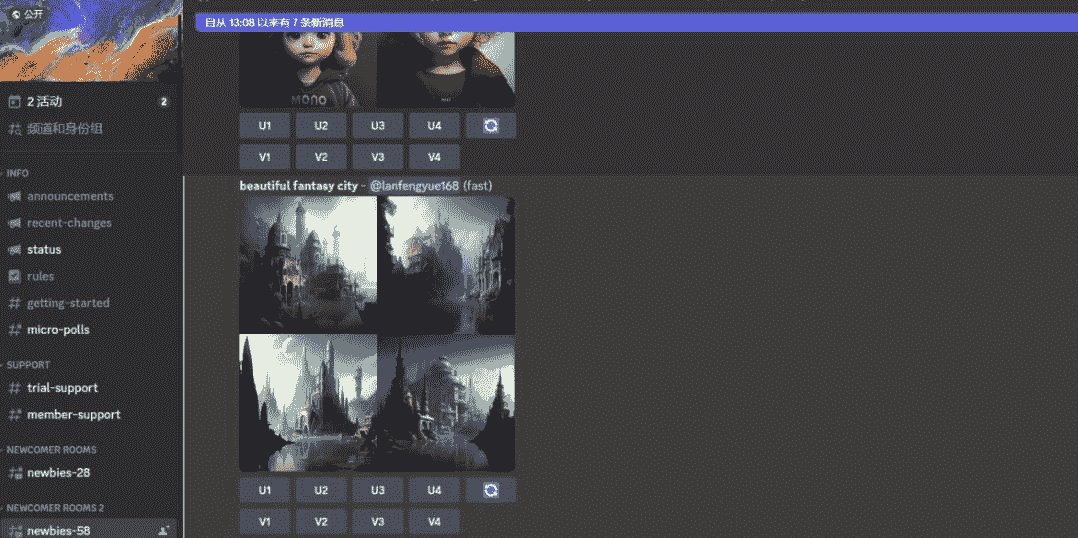 公开
自从 13:08 以来有 7 条新消息
2 活动
2
频道和身份组
INFO
announcements
recent-changes
status
rules
getting-started
micro-polls
SUPPORT
trial-support
member-support
NEWCOMER ROOMS
newbies-28
NEWCOMER ROOMS 2
newbies-58
MONO
MO
U1 U2 U3 U4
V1 V2 V3 V4
beautiful fantasy city - @lanfengyue168 (fast)
U1 U2 U3 U4
V1 V2 V3 V4